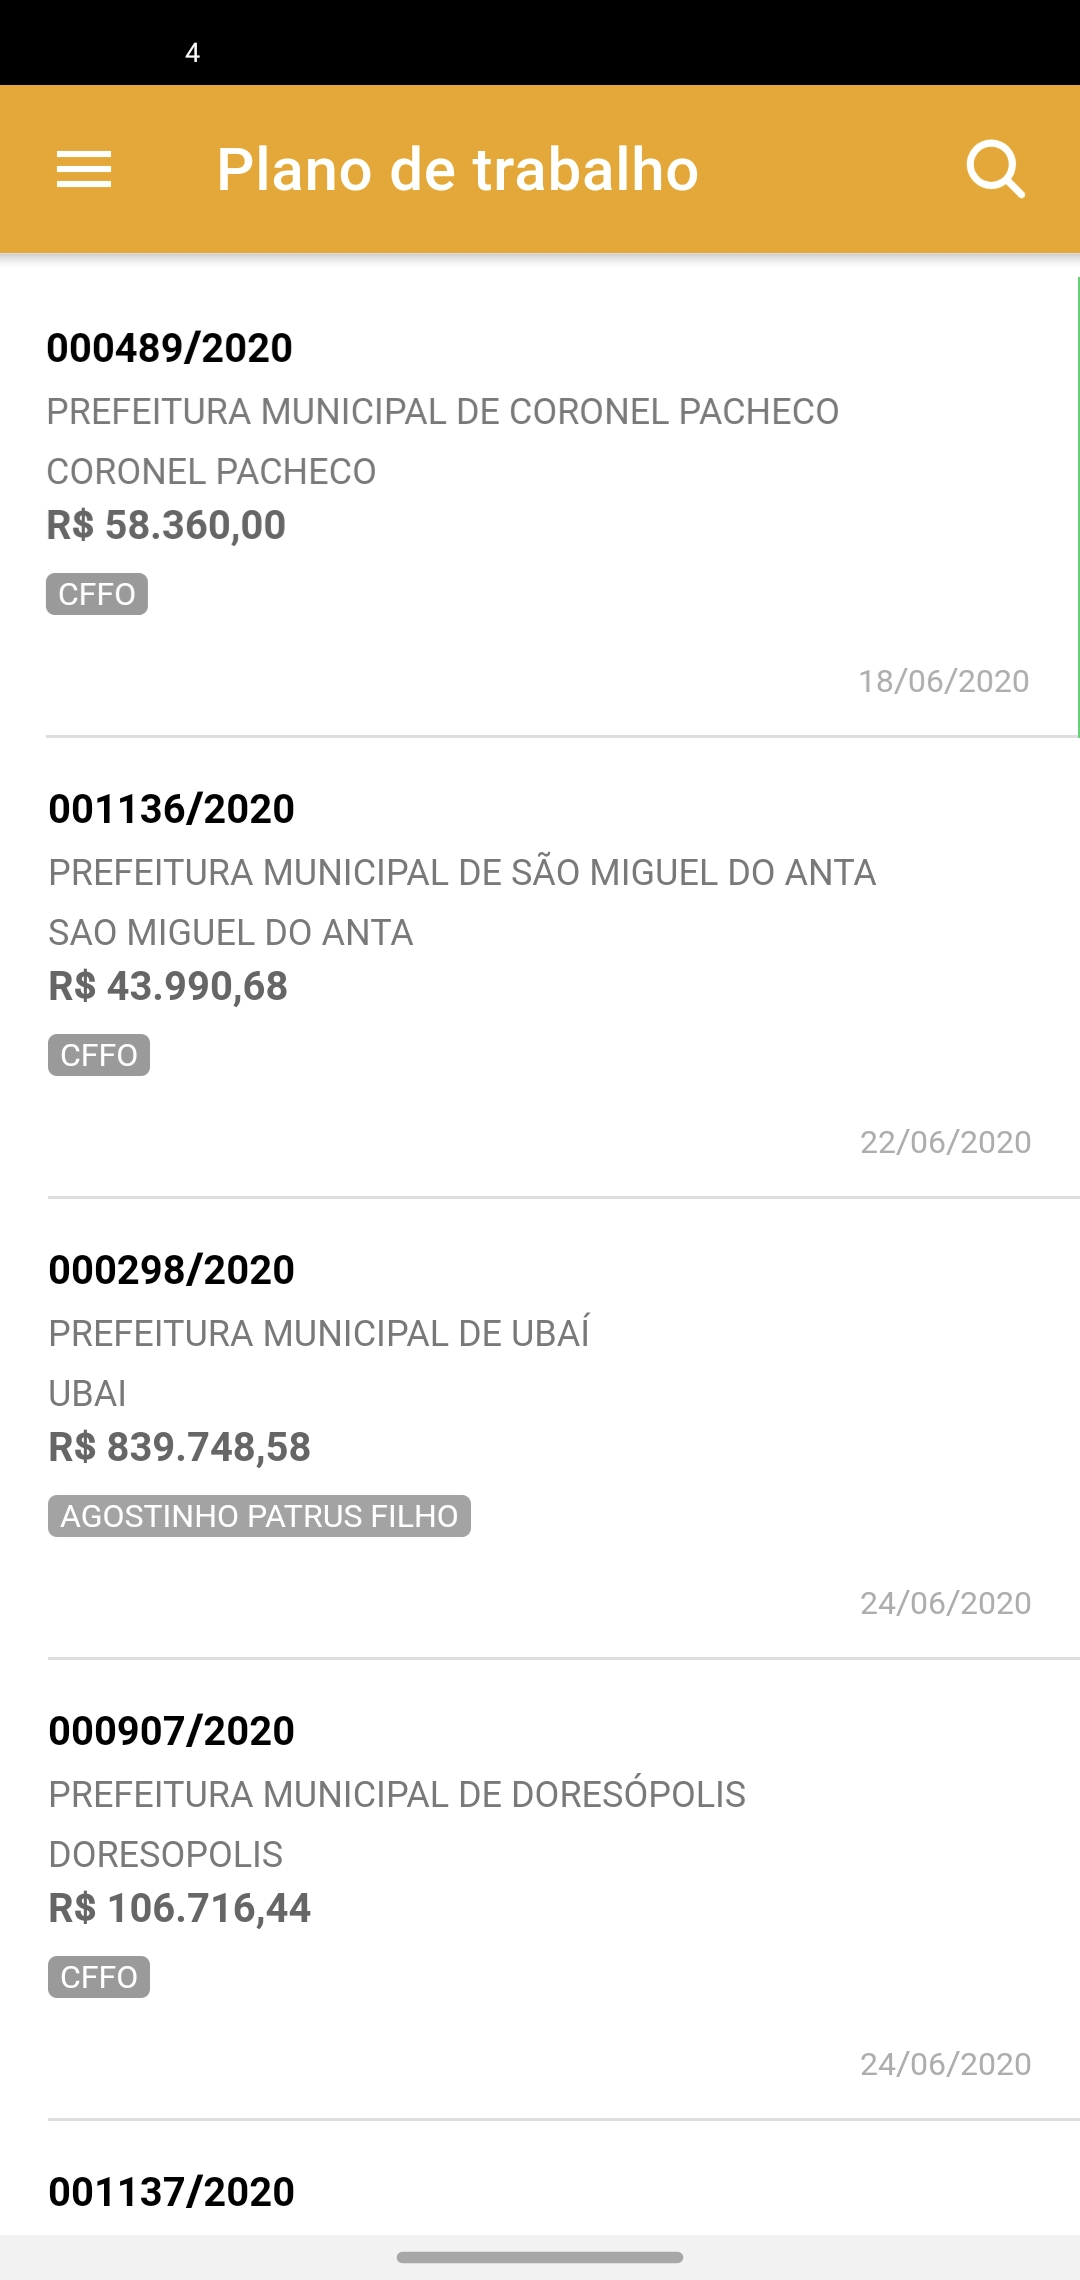 4
Plano de trabalho
000489/2020
PREFEITURA MUNICIPAL DE CORONEL PACHECO
CORONEL PACHECO
R$ 58.360,00
CFFO
18/06/2020
001136/2020
PREFEITURA MUNICIPAL DE SÃO MIGUEL DO ANTA
SAO MIGUEL DO ANTA
R$ 43.990,68
CFFO
22/06/2020
000298/2020
PREFEITURA MUNICIPAL DE UBAÍ
UBAI
R$ 839.748,58
AGOSTINHO PATRUS FILHO
24/06/2020
000907/2020
PREFEITURA MUNICIPAL DE DORESÓPOLIS
DORESOPOLIS
R$ 106.716,44
CFFO
24/06/2020
001137/2020